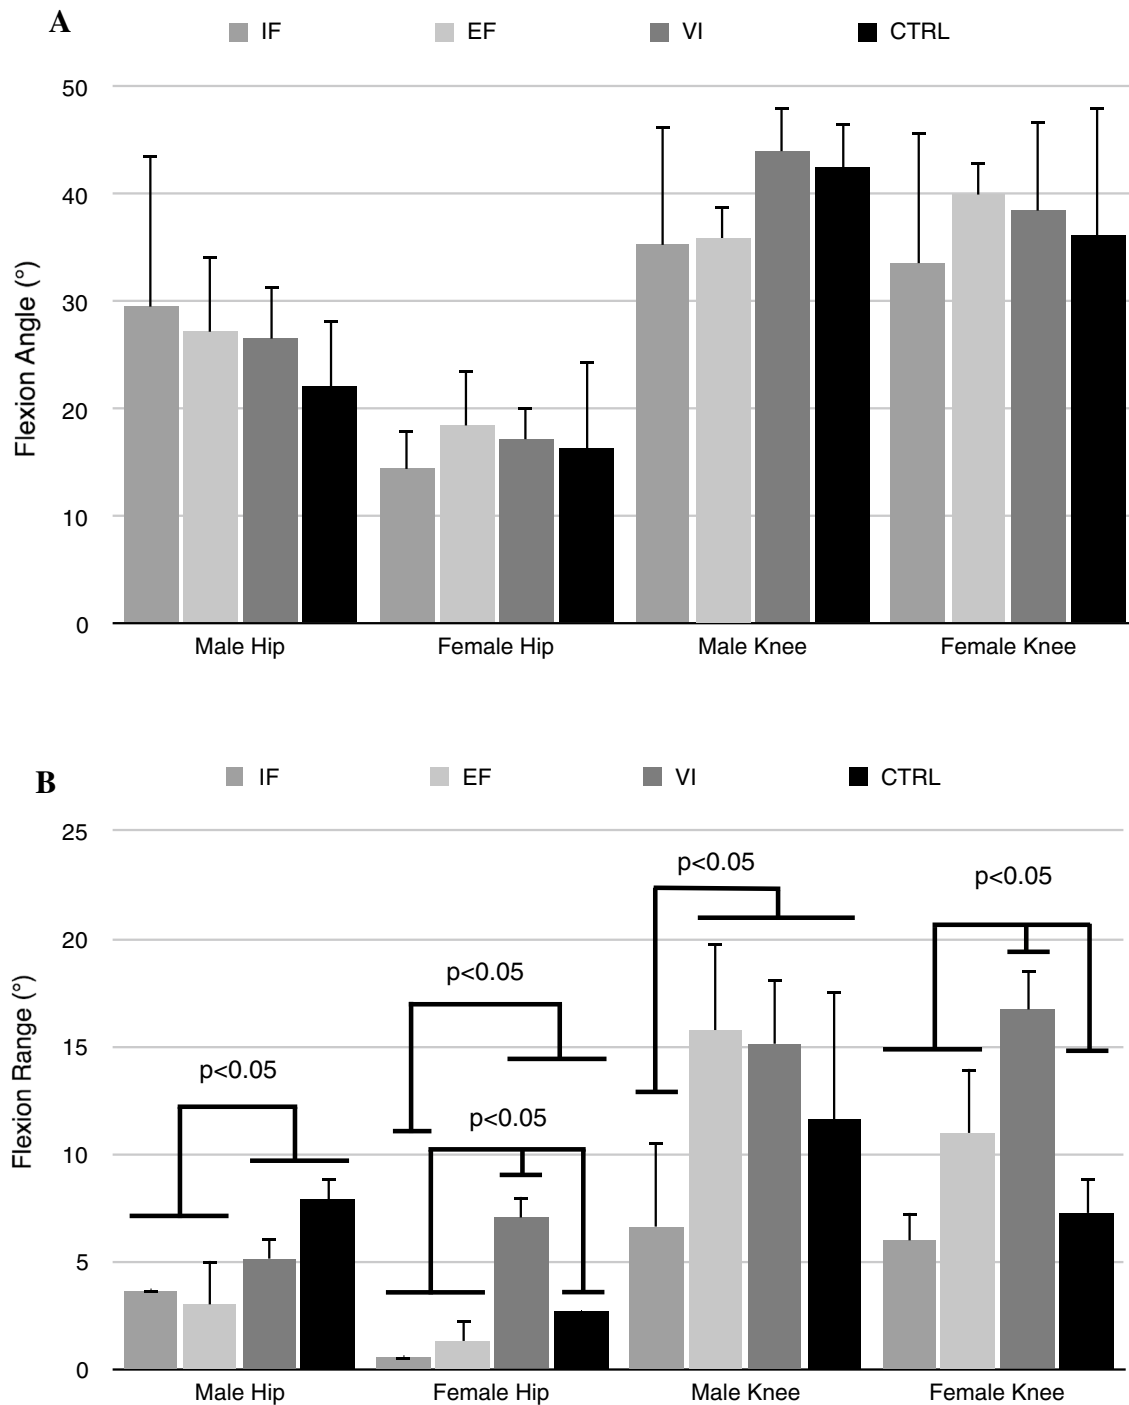 A
IF EF VI CTRL
50
40
30
20
10
0
Flexion Angle (°)
Male Hip Female Hip Male Knee Female Knee
B
IF EF VI CTRL
25
20
15
10
5
0
Flexion Range (°)
p<0.05
p<0.05
p<0.05
p<0.05
p<0.05
Male Hip Female Hip Male Knee Female Knee